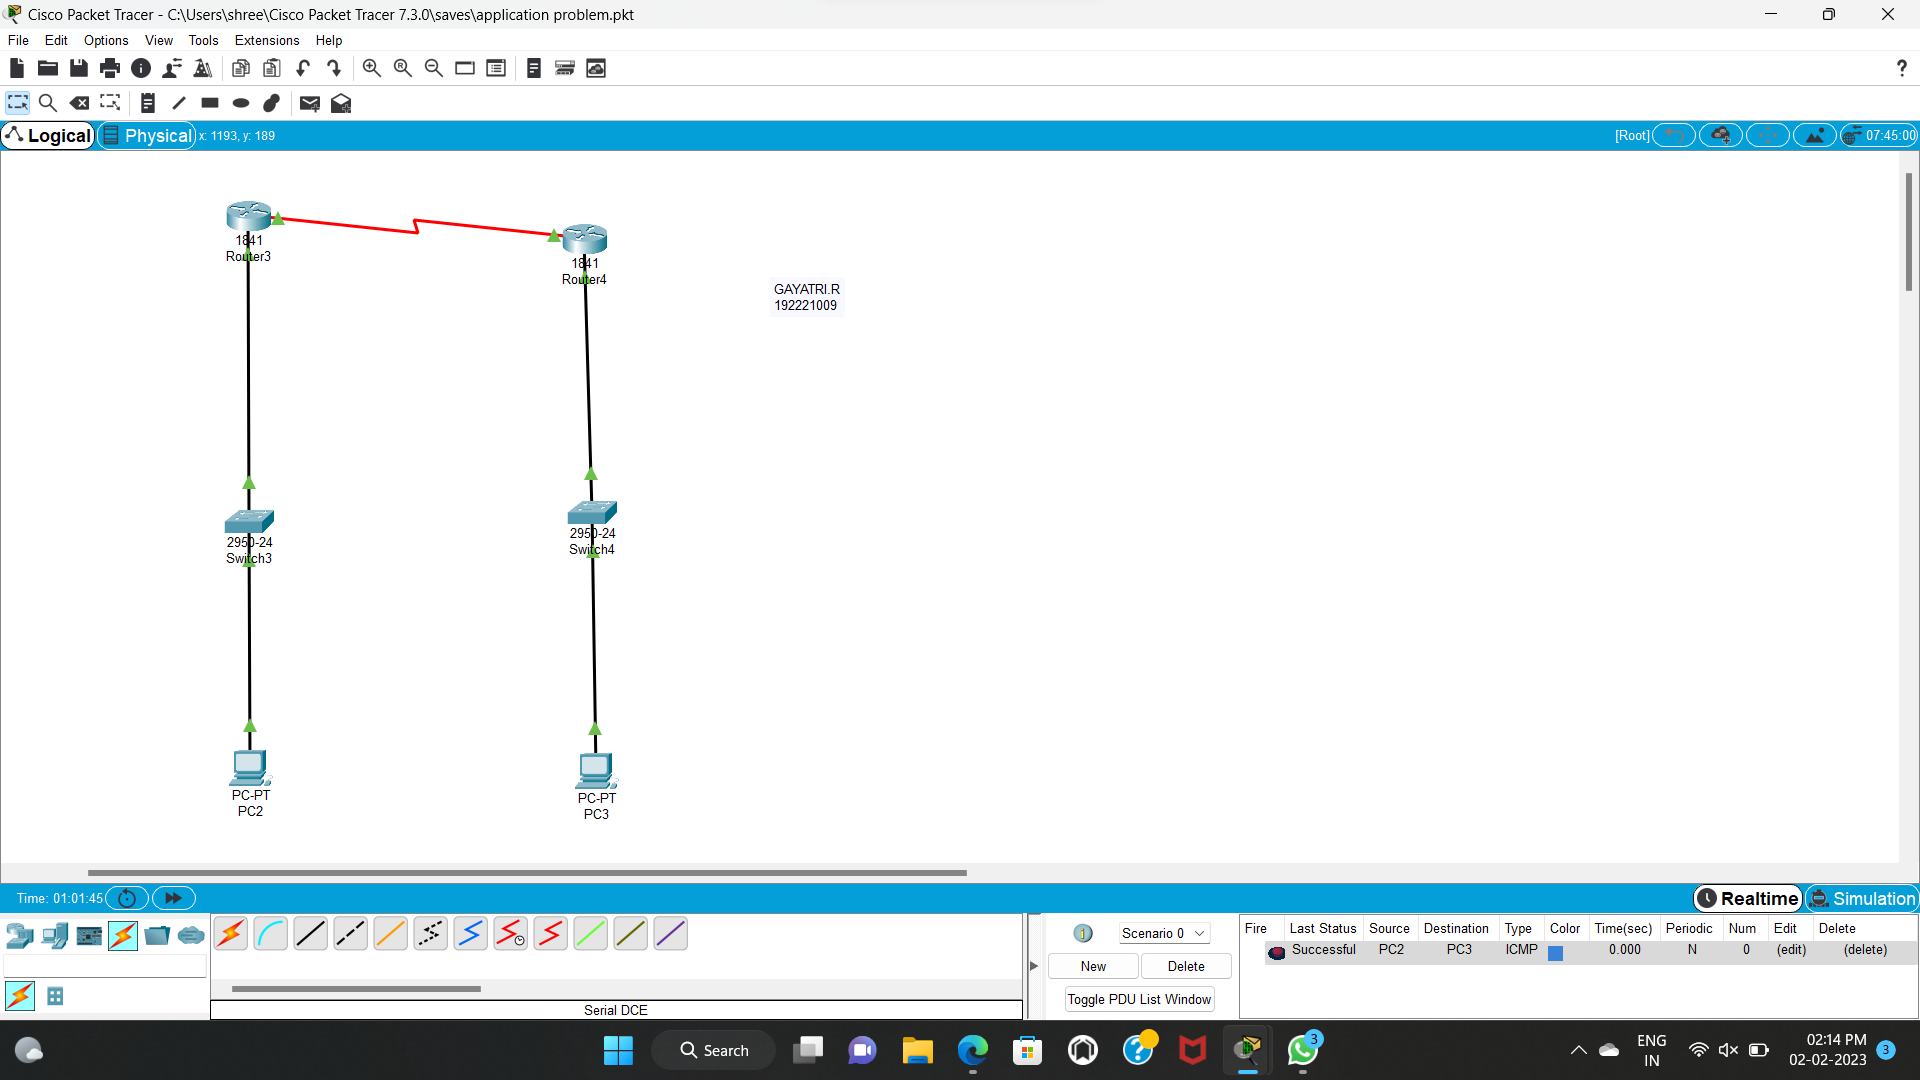 Cisco Packet Tracer - C:\Users\shree\Cisco Packet Tracer 7.3.0\saves\application problem.pkt
File Edit Options View Tools Extensions Help
?
Logical Physical x: 1193, y: 189 [Root] 07:45:00
1841
Router3
1841
Router4
GAYATRI.R
192221009
2950-24
Switch3
2950-24
Switch4
PC-PT
PC2
PC-PT
PC3
Time: 01:01:45 Realtime Simulation
Scenario 0
New Delete
Toggle PDU List Window
Fire Last Status Source Destination Type Color Time(sec) Periodic Num Edit Delete
Successful PC2 PC3 ICMP 0.000 N 0 (edit) (delete)
Serial DCE
Search
3
ENG
IN
02:14 PM
02-02-2023
3